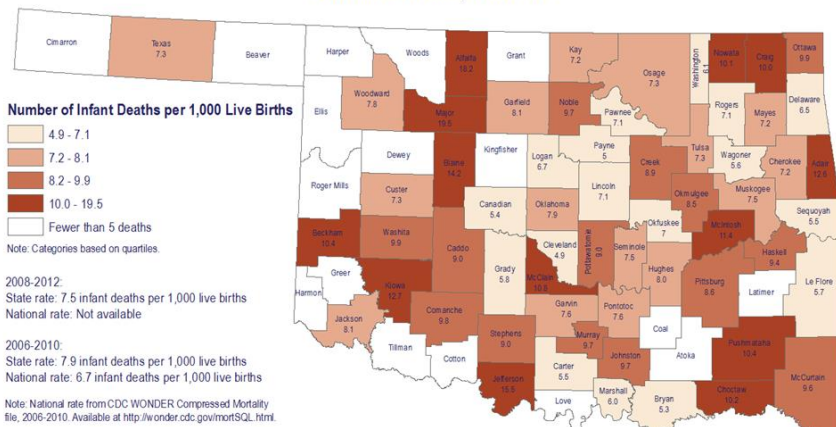 Cimarron
Texas
7.3
Beaver
Harper
Woods
Alfalfa
18.2
Grant
Kay
7.2
Osage
7.3
Washington
6.1
Nowata
10.1
Craig
10.0
Ottawa
9.9
Ellis
Woodward
7.8
Major
19.5
Garfield
8.1
Noble
9.7
Pawnee
7.1
Rogers
7.1
Mayes
7.2
Delaware
6.5
Number of Infant Deaths per 1,000 Live Births
4.9 - 7.1
7.2 - 8.1
8.2 - 9.9
10.0 - 19.5
Fewer than 5 deaths
Note: Categories based on quartiles.
Dewey
Blaine
14.2
Kingfisher
Logan
6.7
Payne
5
Creek
8.9
Tulsa
7.3
Wagoner
5.6
Cherokee
7.2
Adair
12.6
Roger Mills
Custer
7.3
Canadian
5.4
Oklahoma
7.9
Lincoln
7.1
Okmulgee
8.5
Muskogee
7.5
Sequoyah
5.5
Okfuskee
7
McIntosh
11.4
Beckham
10.4
Washita
9.9
Caddo
9.0
Grady
5.8
Cleveland
4.9
Pottawatomie
9.0
Seminole
7.5
Hughes
8.0
Haskell
9.4
Pittsburg
8.6
Latimer
Le Flore
5.7
Greer
Harmon
Kiowa
12.7
McClain
10.8
Garvin
7.6
Pontotoc
7.6
Coal
Jackson
8.1
Comanche
9.8
Stephens
9.0
Murray
9.7
Johnston
9.7
Atoka
Pushmataha
10.4
McCurtain
9.6
Tillman
Cotton
Jefferson
15.5
Carter
5.5
Love
Marshall
6.0
Bryan
5.3
Choctaw
10.2
2008-2012:
State rate: 7.5 infant deaths per 1,000 live births
National rate: Not available
2006-2010:
State rate: 7.9 infant deaths per 1,000 live births
National rate: 6.7 infant deaths per 1,000 live births
Note: National rate from CDC WONDER Compressed Mortality
file, 2006-2010. Available at http://wonder.cdc.gov/mortSQL.html.